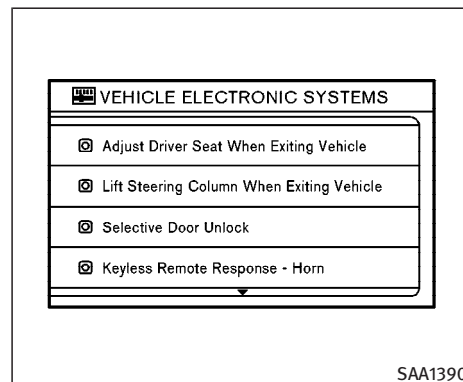 VEHICLE ELECTRONIC SYSTEMS
Adjust Driver Seat When Exiting Vehicle
Lift Steering Column When Exiting Vehicle
Selective Door Unlock
Keyless Remote Response - Horn
SAA1390